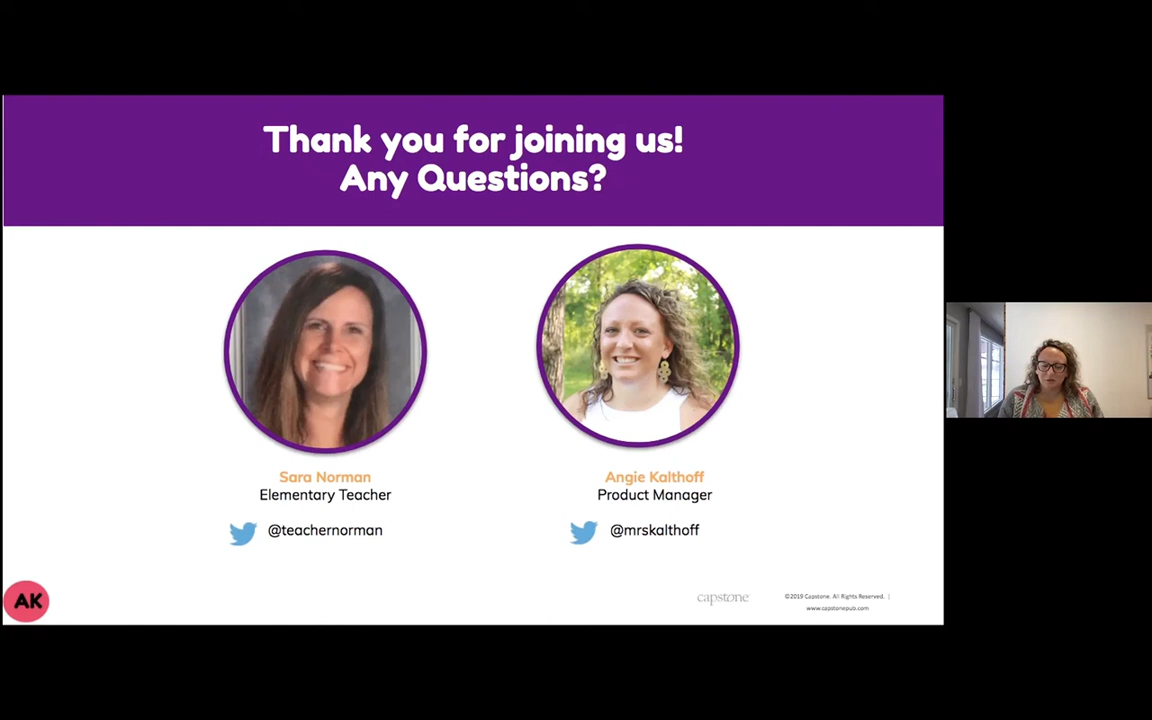 Thank you for joining us!
Any Questions?
Sara Norman
Elementary Teacher
@teachernorman
Angie Kalthoff
Product Manager
@mrskalthoff
AK
capstone
©2019 Capstone. All Rights Reserved. |
www.capstonepub.com